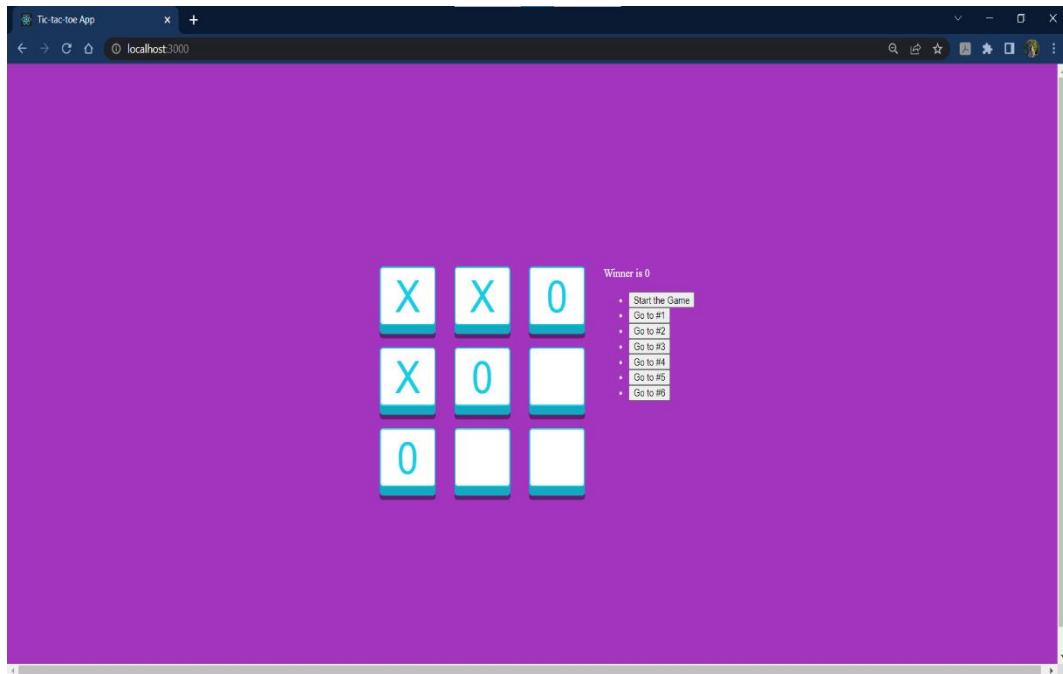 Tic-tac-toe App
localhost:3000
X X 0
X 0
0
Winner is 0
Start the Game
Go to #1
Go to #2
Go to #3
Go to #4
Go to #5
Go to #6